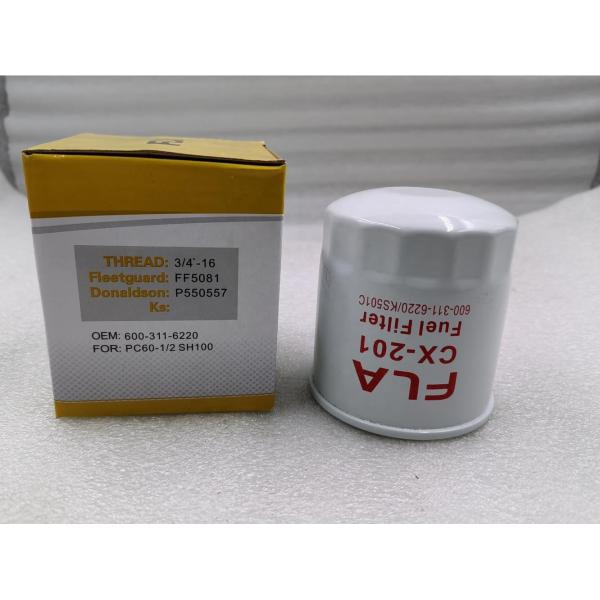 THREAD: 3/4"-16
Fleetguard: FF5081
Donaldson: P550557
Ks:
OEM: 600-311-6220
FOR: PC60-1/2 SH100
FLA
CX-201
Fuel Filter
600-311-6220/KS501C